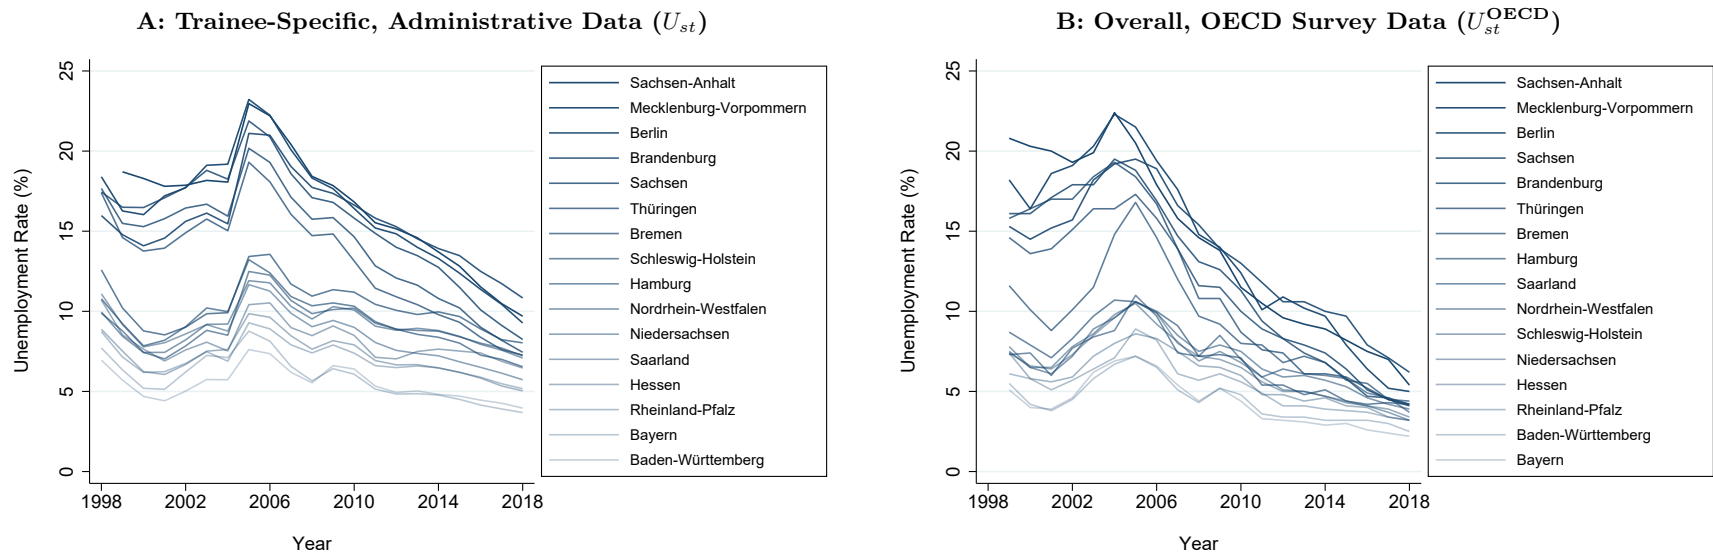 A: Trainee-Specific, Administrative Data (Ust)
Unemployment Rate (%)
25
20
15
10
5
0
1998 2002 2006 2010 2014 2018
Year
Sachsen-Anhalt
Mecklenburg-Vorpommern
Berlin
Brandenburg
Sachsen
Thüringen
Bremen
Schleswig-Holstein
Hamburg
Nordrhein-Westfalen
Niedersachsen
Saarland
Hessen
Rheinland-Pfalz
Bayern
Baden-Württemberg
B: Overall, OECD Survey Data (UstOECD)
Unemployment Rate (%)
25
20
15
10
5
0
1998 2002 2006 2010 2014 2018
Year
Sachsen-Anhalt
Mecklenburg-Vorpommern
Berlin
Sachsen
Brandenburg
Thüringen
Bremen
Hamburg
Saarland
Nordrhein-Westfalen
Schleswig-Holstein
Niedersachsen
Hessen
Rheinland-Pfalz
Baden-Württemberg
Bayern